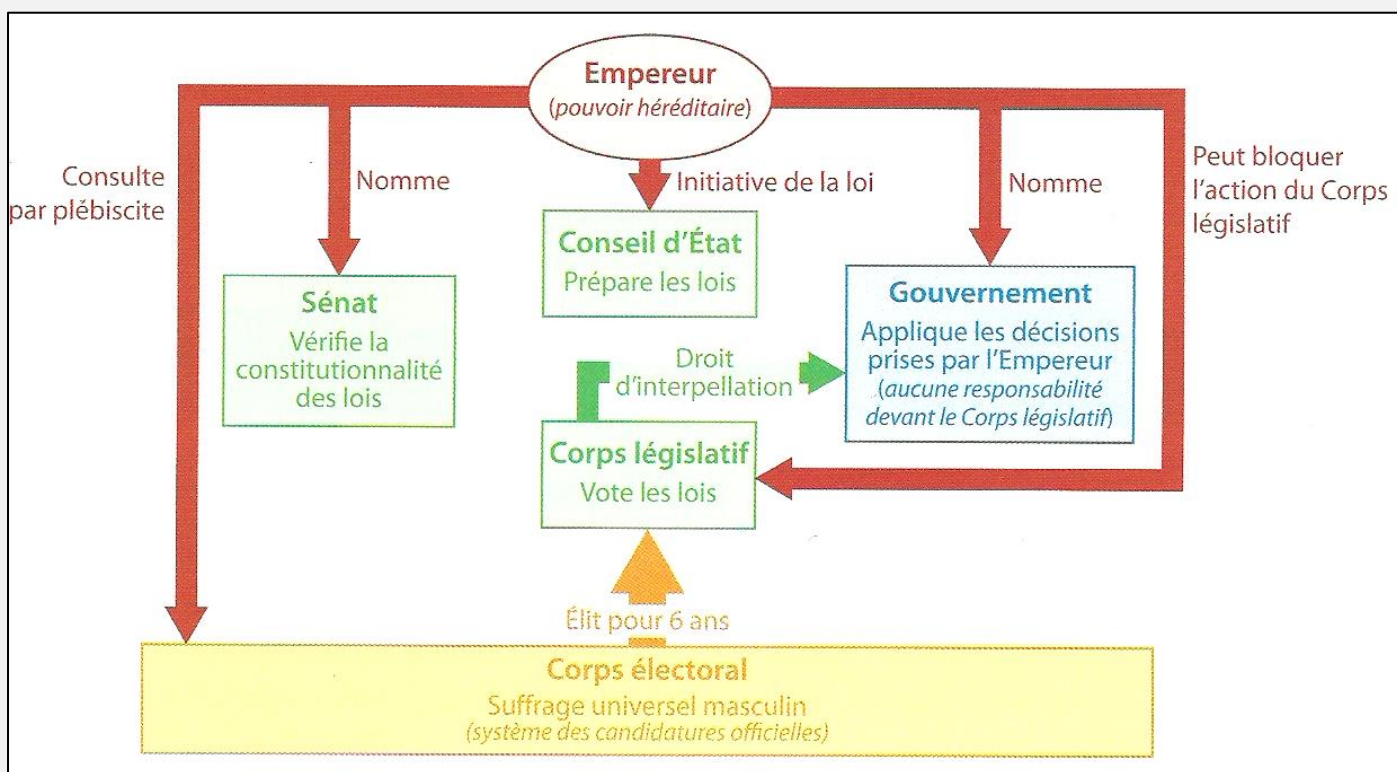 Empereur
(pouvoir héréditaire)
Consulte
par plébiscite
Nomme
Initiative de la loi
Nomme
Peut bloquer
l'action du Corps
législatif
Conseil d'État
Prépare les lois
Sénat
Vérifie la
constitutionnalité
des lois
Gouvernement
Applique les décisions
prises par l'Empereur
(aucune responsabilité
devant le Corps législatif)
Droit
d'interpellation
Corps législatif
Vote les lois
Élit pour 6 ans
Corps électoral
Suffrage universel masculin
(système des candidatures officielles)